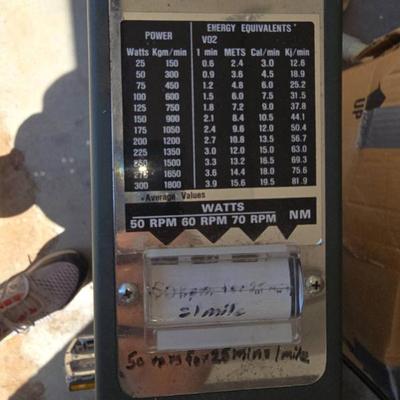 POWER
ENERGY EQUIVALENTS
VO2
Watts Kgm/min 1 min METS Cal/min Kj/min
25 150 0.6 2.4 3.0 12.6
50 300 0.9 3.6 4.5 18.9
75 450 1.2 4.8 6.0 25.2
100 600 1.5 6.0 7.5 31.5
125 750 1.8 7.2 9.0 37.8
150 900 2.1 8.4 10.5 44.1
175 1050 2.4 9.6 12.0 50.4
200 1200 2.7 10.8 13.5 56.7
225 1350 3.0 12.0 15.0 63.0
250 1500 3.3 13.2 16.5 69.3
275 1650 3.6 14.4 18.0 75.6
300 1800 3.9 15.6 19.5 81.9
*Average Values
WATTS
50 RPM 60 RPM 70 RPM NM
50 rpm for 25
1 mile
50 rpm for 25 mins 1 mile
UP